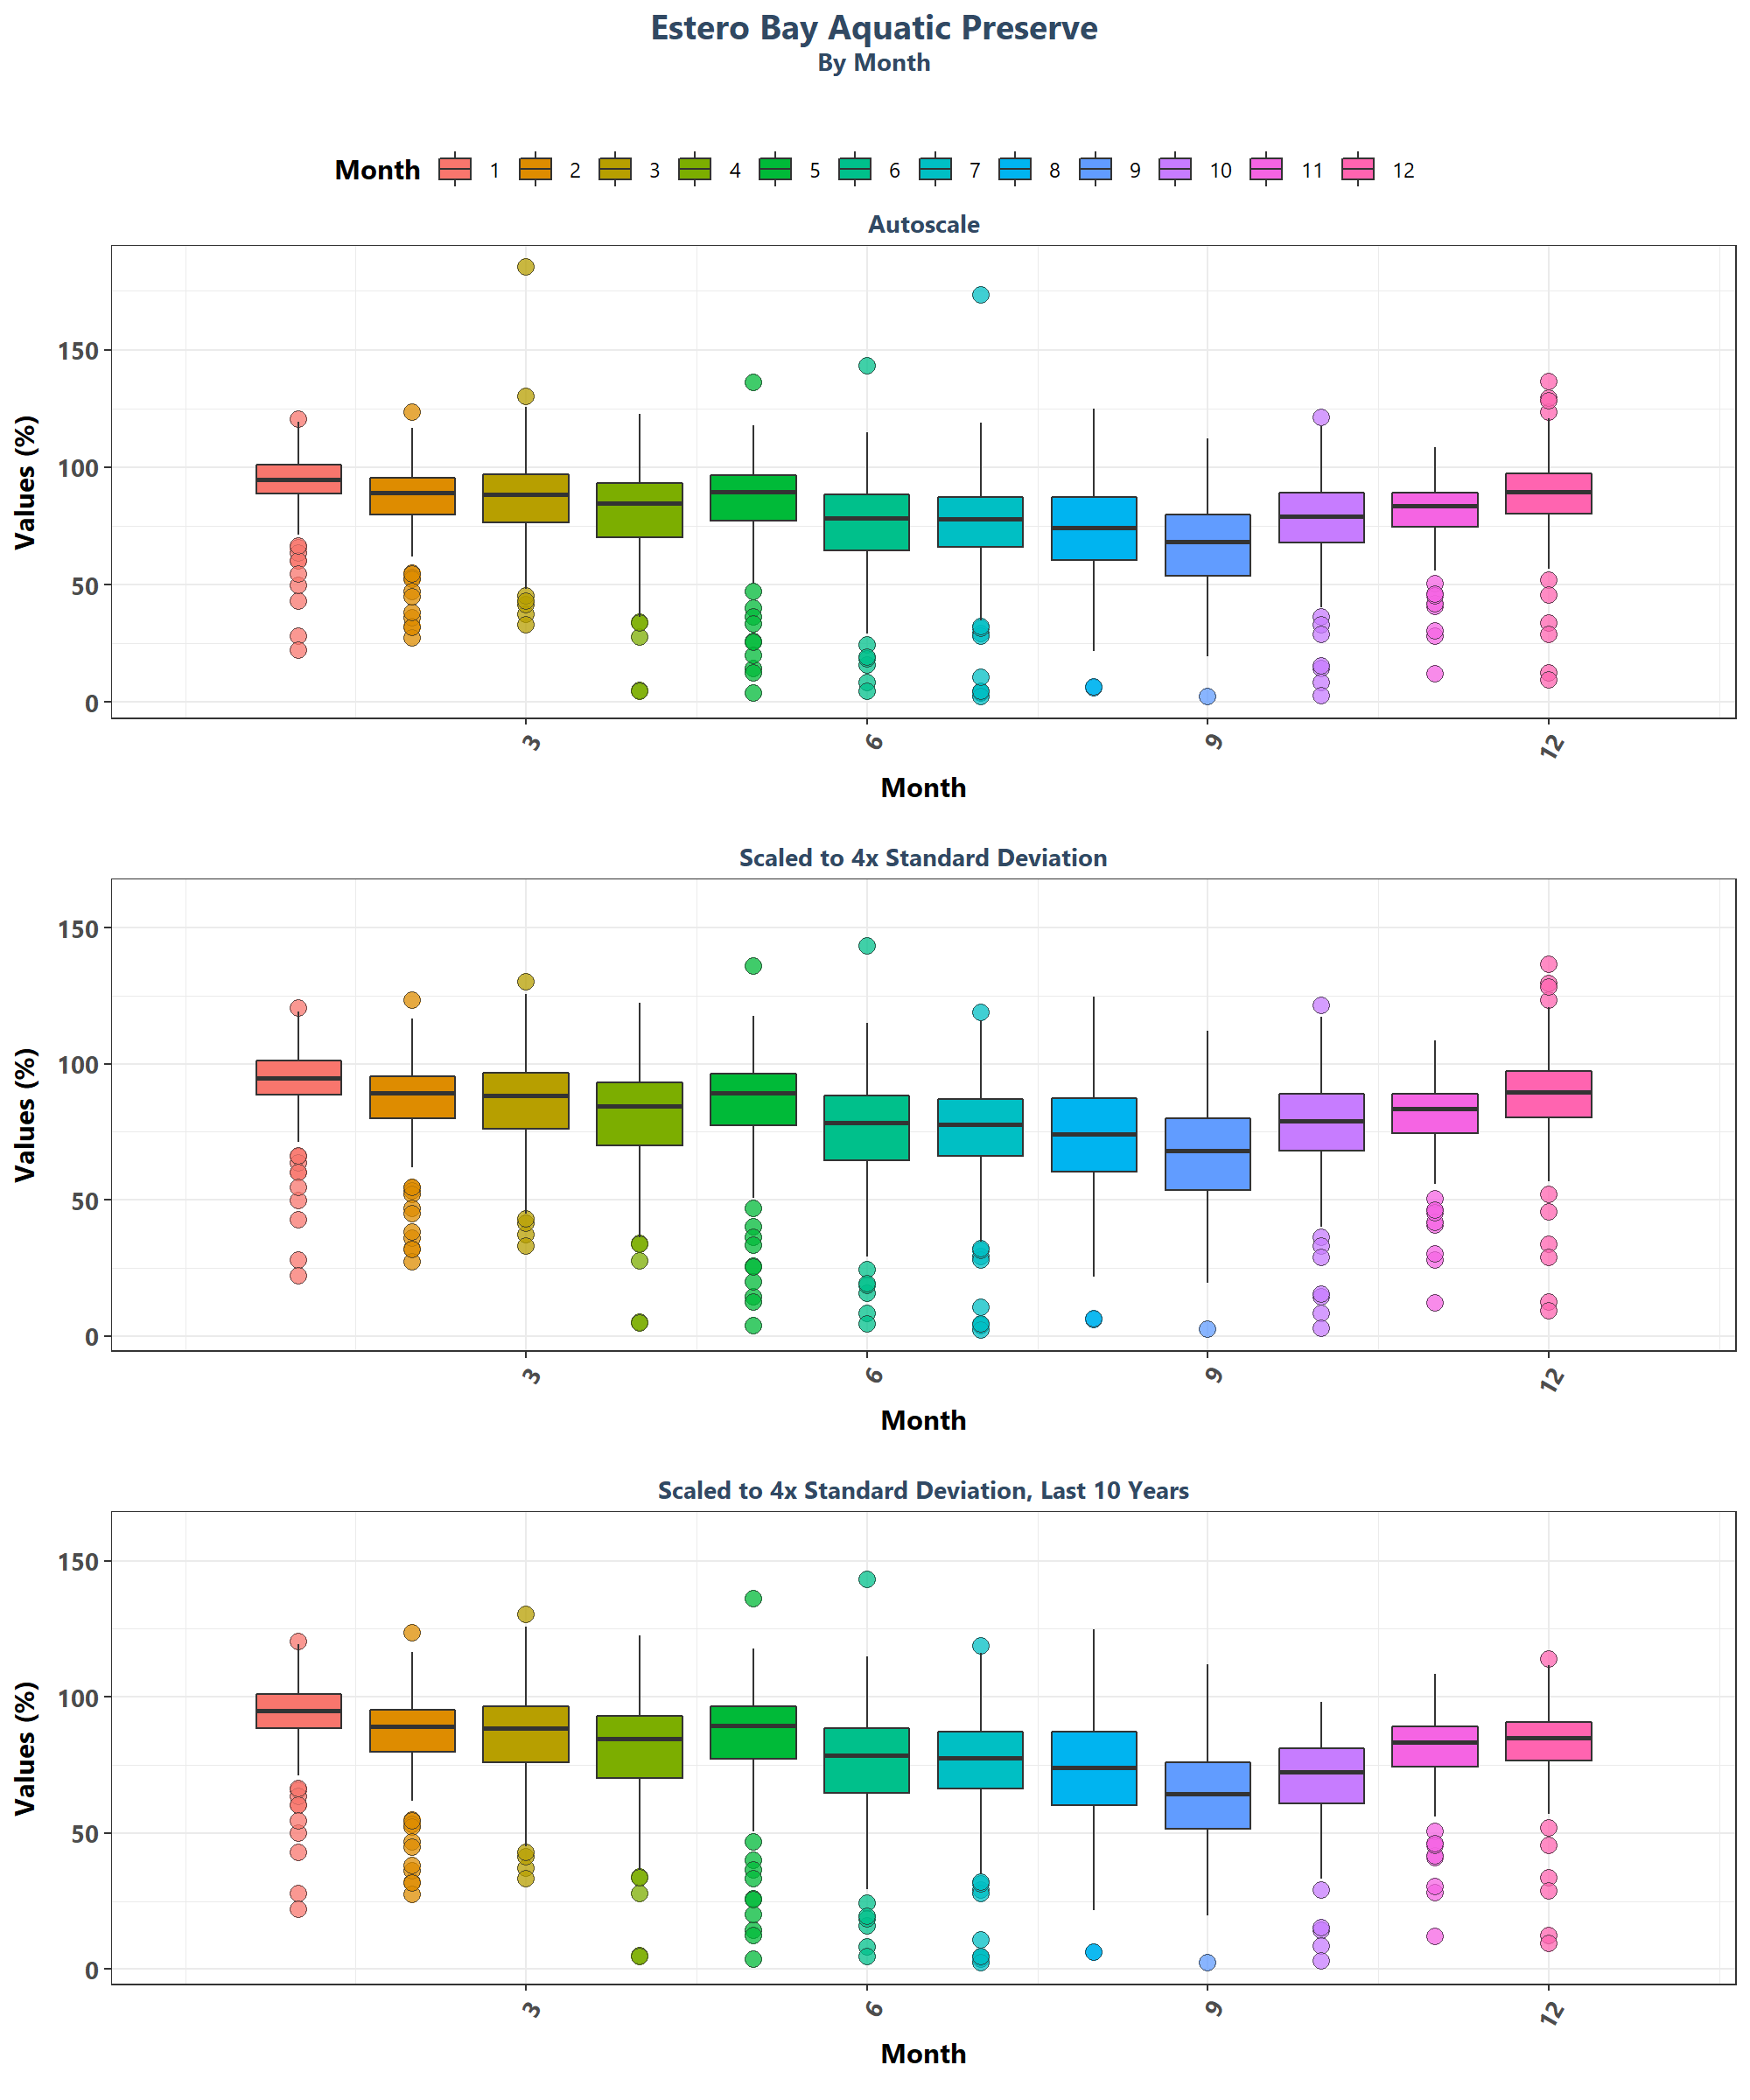 Estero Bay Aquatic Preserve
By Month
Month 1 2 3 4 5 6 7 8 9 10 11 12
Autoscale
Values (%)
150
100
50
0
3 6 9 12
Month
Scaled to 4x Standard Deviation
Values (%)
150
100
50
0
3 6 9 12
Month
Scaled to 4x Standard Deviation, Last 10 Years
Values (%)
150
100
50
0
3 6 9 12
Month